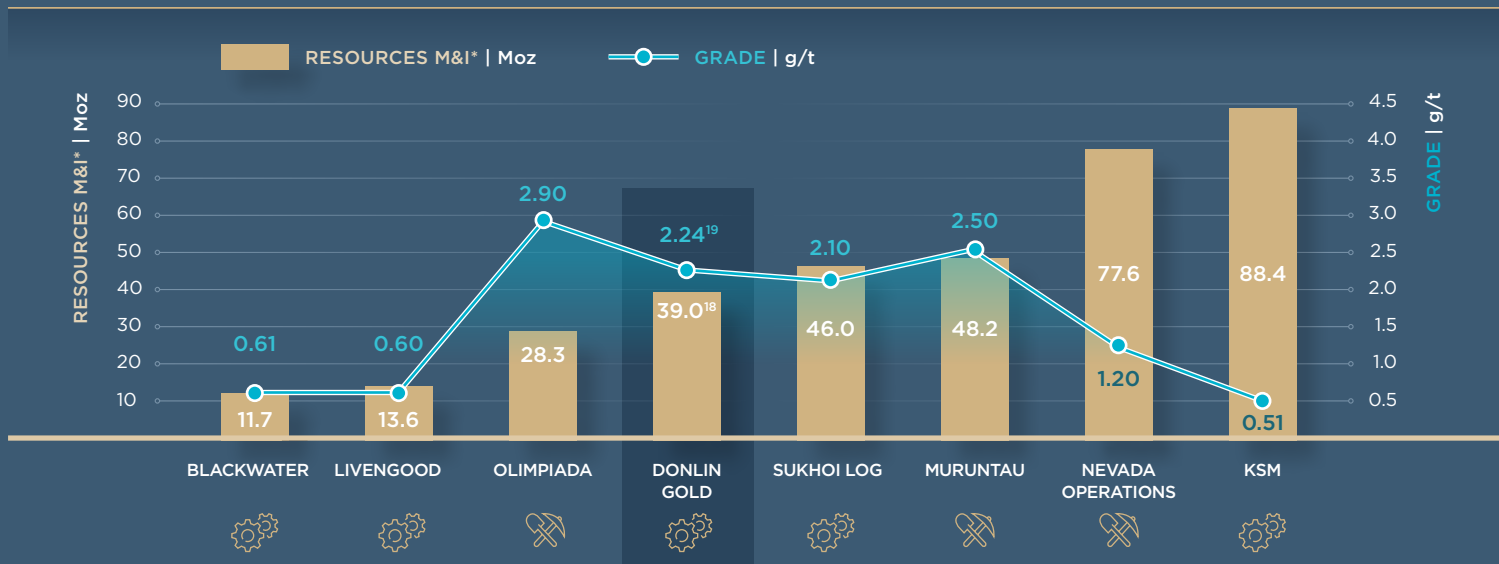 RESOURCES M&I* | Moz
GRADE | g/t
RESOURCES M&I* | Moz
90
80
70
60
50
40
30
20
10
4.5
4.0
3.5
3.0
2.5
2.0
1.5
1.0
0.5
GRADE | g/t
0.61
0.60
2.90
2.24¹⁹
2.10
2.50
1.20
0.51
11.7
13.6
28.3
39.0¹⁸
46.0
48.2
77.6
88.4
BLACKWATER
LIVENGOOD
OLIMPIADA
DONLIN
GOLD
SUKHOI LOG
MURUNTAU
NEVADA
OPERATIONS
KSM